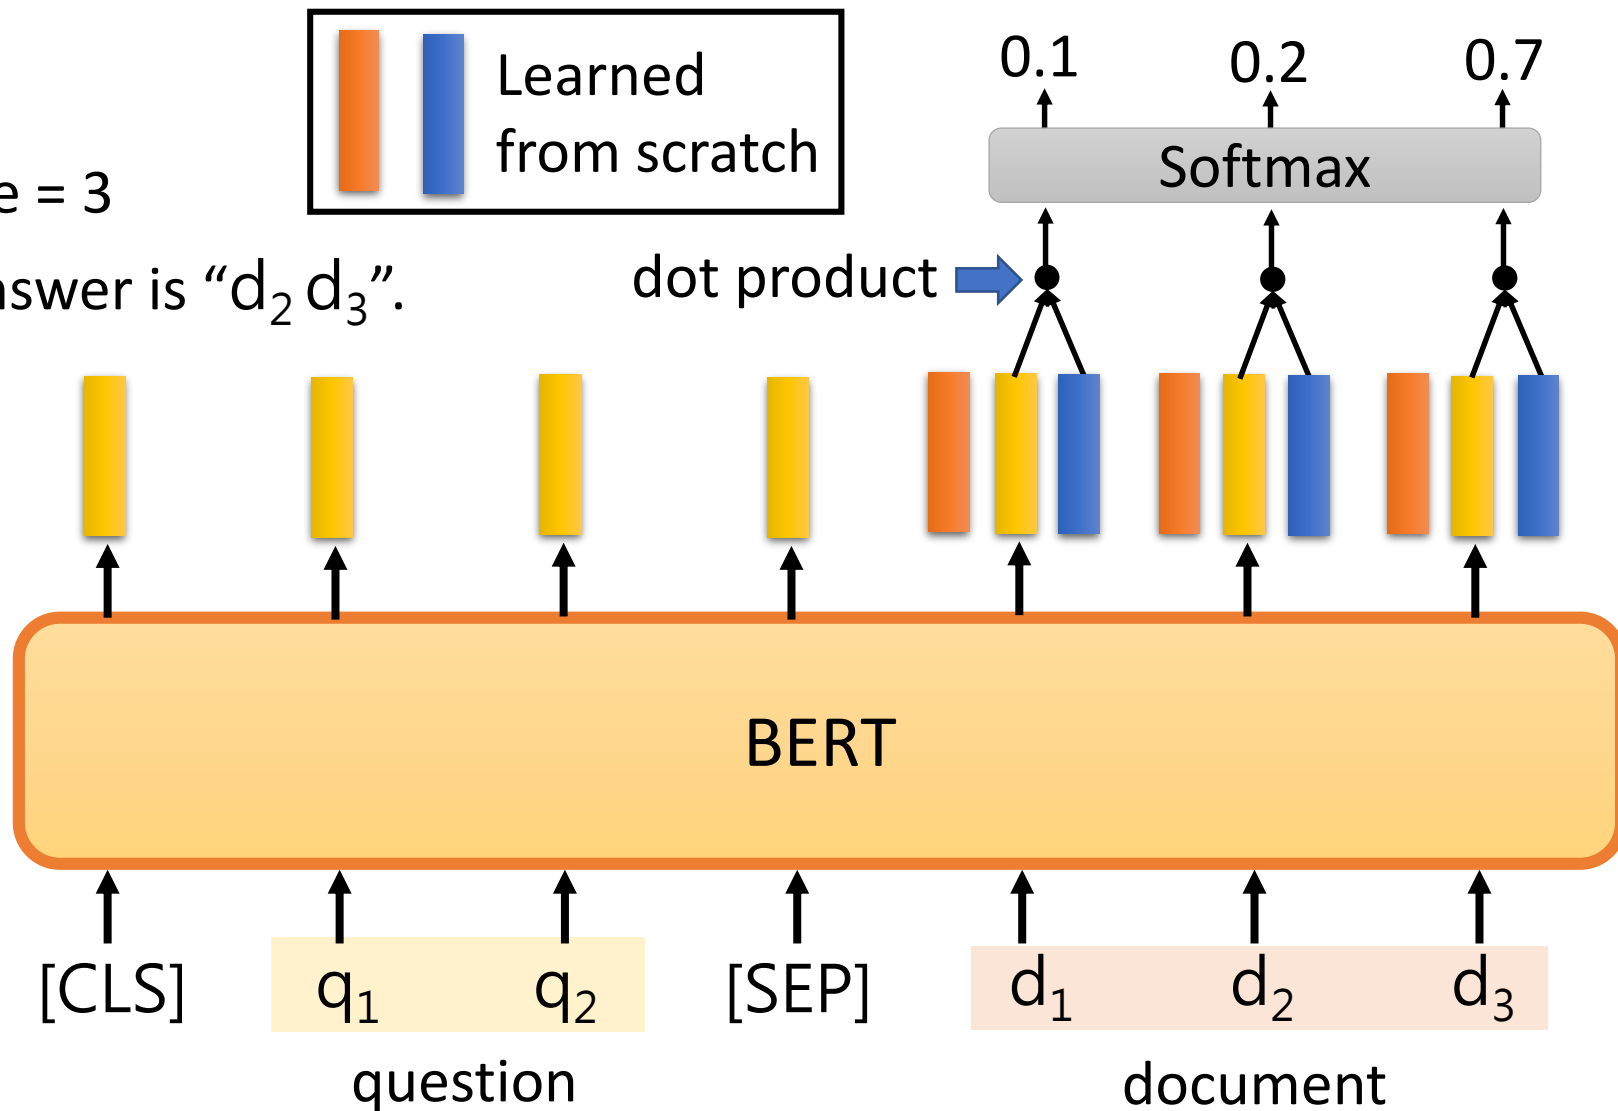 Learned
from scratch
0.1 0.2 0.7
Softmax
e = 3
nswer is “d₂ d₃”.
dot product
BERT
[CLS] q₁ q₂ [SEP] d₁ d₂ d₃
question document